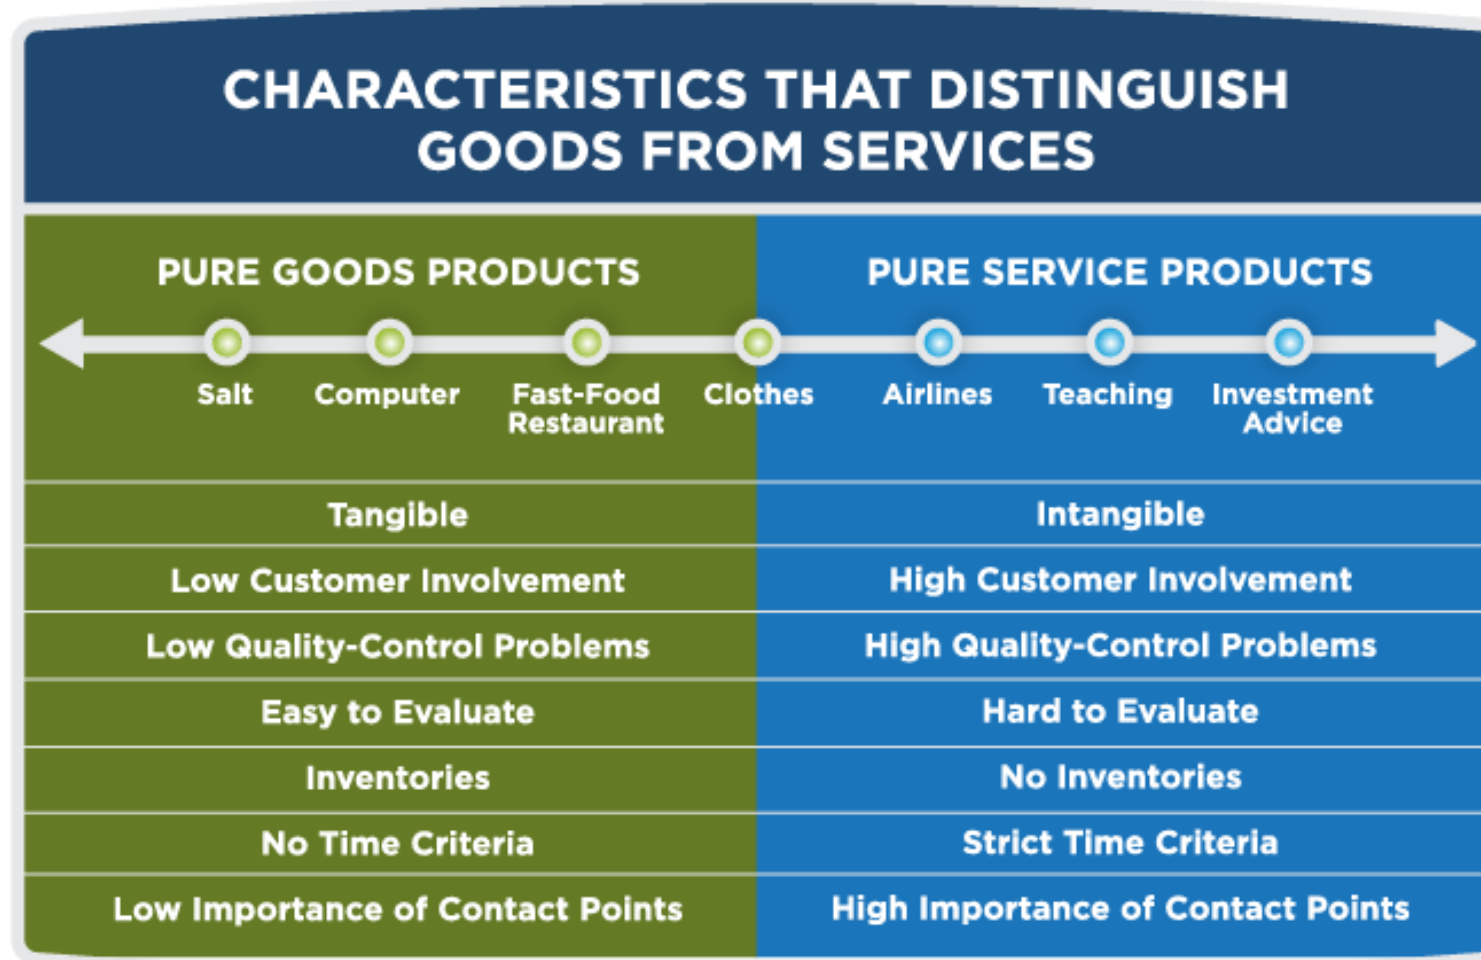 CHARACTERISTICS THAT DISTINGUISH
GOODS FROM SERVICES
PURE GOODS PRODUCTS
PURE SERVICE PRODUCTS
Salt
Computer
Fast-Food
Restaurant
Clothes
Airlines
Teaching
Investment
Advice
Tangible
Intangible
Low Customer Involvement
High Customer Involvement
Low Quality-Control Problems
High Quality-Control Problems
Easy to Evaluate
Hard to Evaluate
Inventories
No Inventories
No Time Criteria
Strict Time Criteria
Low Importance of Contact Points
High Importance of Contact Points